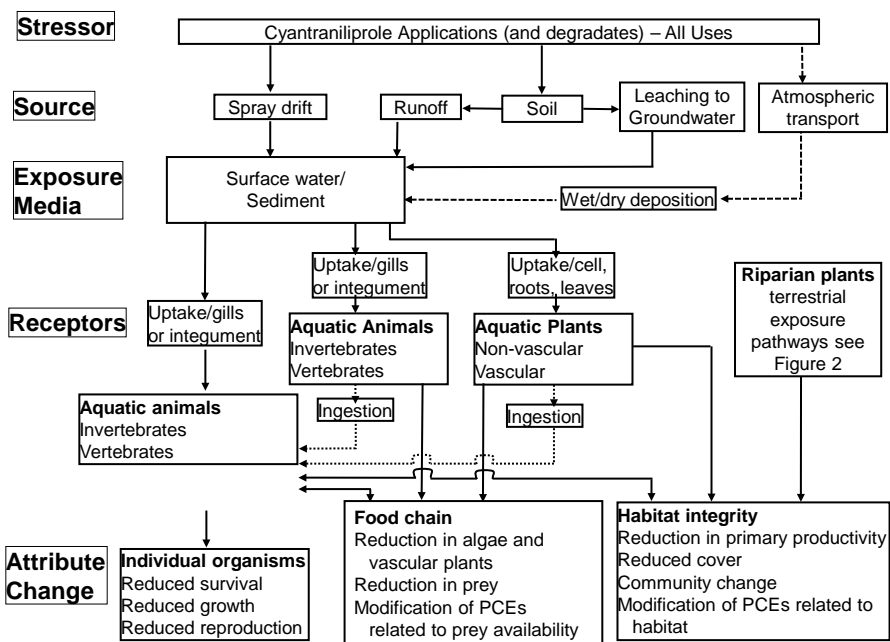 Stressor
Cyantraniliprole Applications (and degradates) – All Uses
Source
Spray drift
Runoff
Soil
Leaching to
Groundwater
Atmospheric
transport
Exposure
Media
Surface water/
Sediment
Wet/dry deposition
Uptake/gills
or integument
Uptake/cell,
roots, leaves
Riparian plants
terrestrial
exposure
pathways see
Figure 2
Receptors
Uptake/gills
or integument
Aquatic Animals
Invertebrates
Vertebrates
Aquatic Plants
Non-vascular
Vascular
Ingestion
Ingestion
Aquatic animals
Invertebrates
Vertebrates
Attribute
Change
Individual organisms
Reduced survival
Reduced growth
Reduced reproduction
Food chain
Reduction in algae and
vascular plants
Reduction in prey
Modification of PCEs
related to prey availability
Habitat integrity
Reduction in primary productivity
Reduced cover
Community change
Modification of PCEs related to
habitat